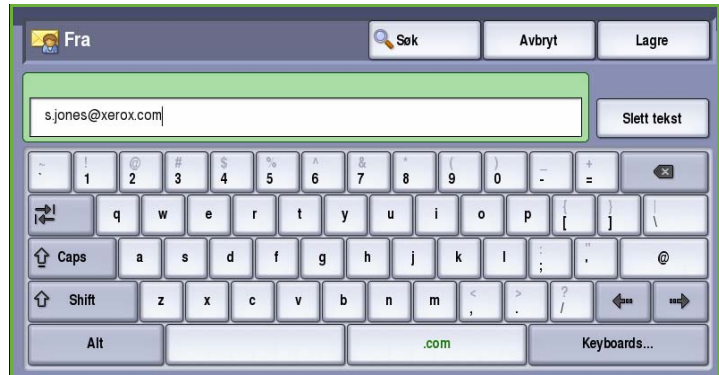 Fra Søk Avbryt Lagre
s.jones@xerox.com Slett tekst
~ ` ! 1 @ 2 # 3 $ 4 % 5 ^ 6 & 7 * 8 ( 9 ) 0 _ - + =
q w e r t y u i o p { [ } ] | \
Caps a s d f g h j k l : ; " ' @
Shift z x c v b n m < , > . ? /
Alt .com Keyboards...